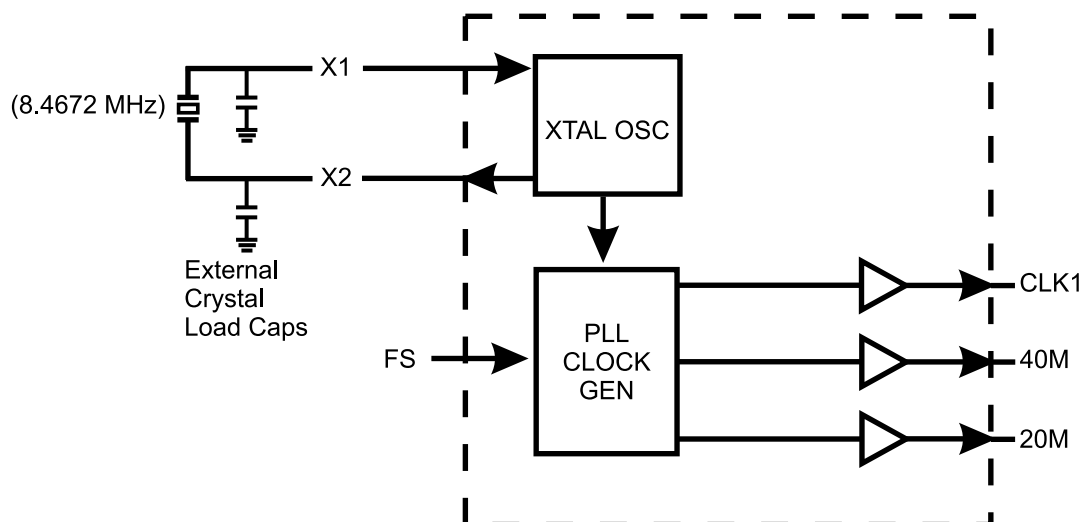 X1
(8.4672 MHz)
XTAL OSC
X2
External
Crystal
Load Caps
CLK1
FS
PLL
CLOCK
GEN
40M
20M